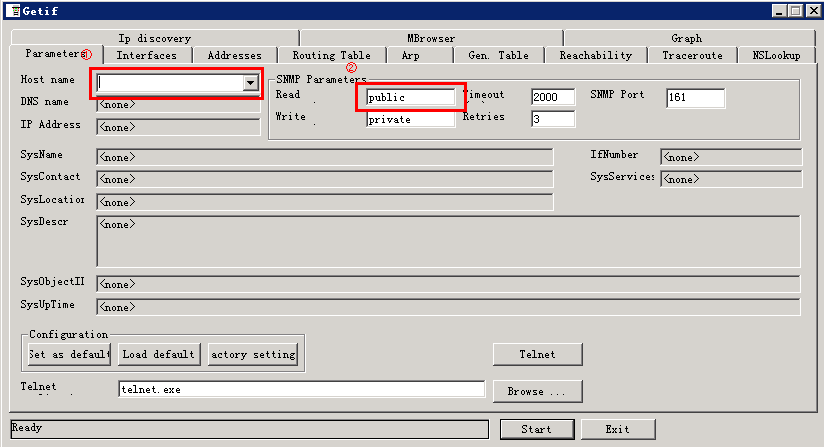 Getif
Ip discovery MBrowser Graph
Parameters ① Interfaces Addresses Routing Table Arp Gen. Table Reachability Traceroute NSLookup
②
Host name SNMP Parameters
Read public Timeout 2000 SNMP Port 161
DNS name <none>
IP Address <none> Write private Retries 3
SysName <none> IfNumber <none>
SysContact <none> SysServices <none>
SysLocation <none>
SysDescr <none>
SysObjectII <none>
SysUpTime <none>
Configuration
Set as default Load default actory setting Telnet
Telnet telnet.exe Browse ...
Ready Start Exit